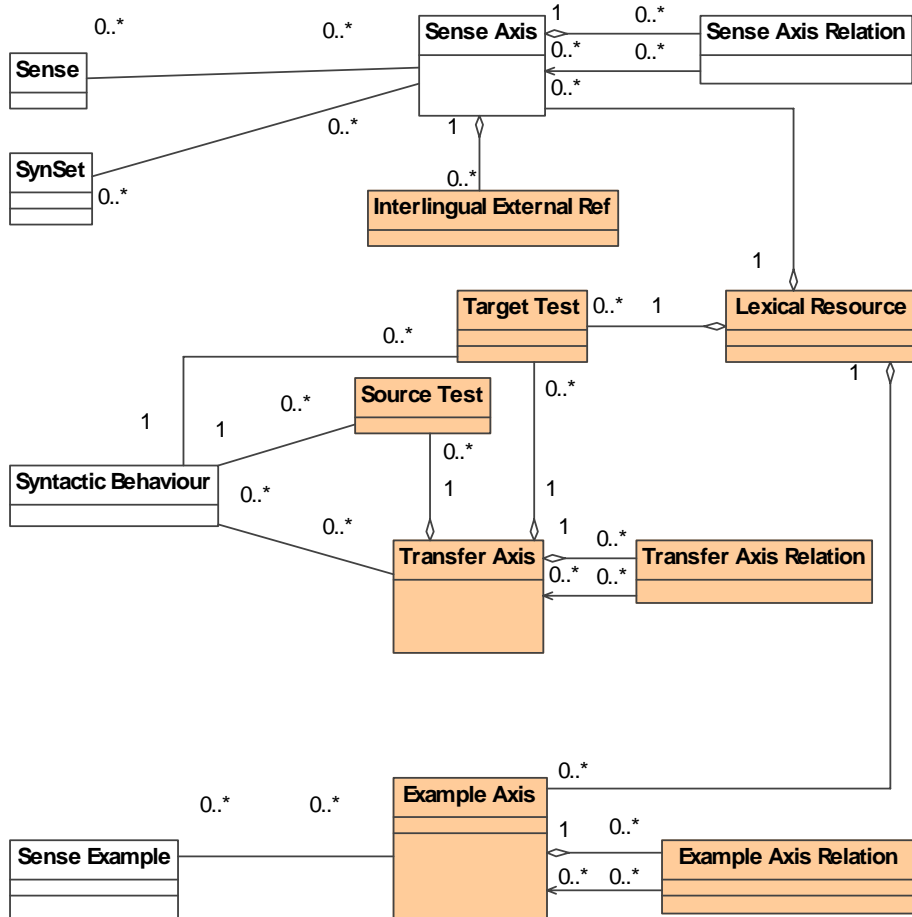 1
0..*
0..*
0..*
Sense Axis
Sense Axis Relation
0..*
0..*
Sense
0..*
0..*
1
SynSet
0..*
0..*
Interlingual External Ref
1
Target Test
0..*
1
Lexical Resource
0..*
1
Source Test
0..*
0..*
1
1
0..*
Syntactic Behaviour
0..*
1
1
0..*
1
0..*
Transfer Axis
Transfer Axis Relation
0..*
0..*
0..*
Example Axis
0..*
0..*
1
0..*
Sense Example
Example Axis Relation
0..*
0..*